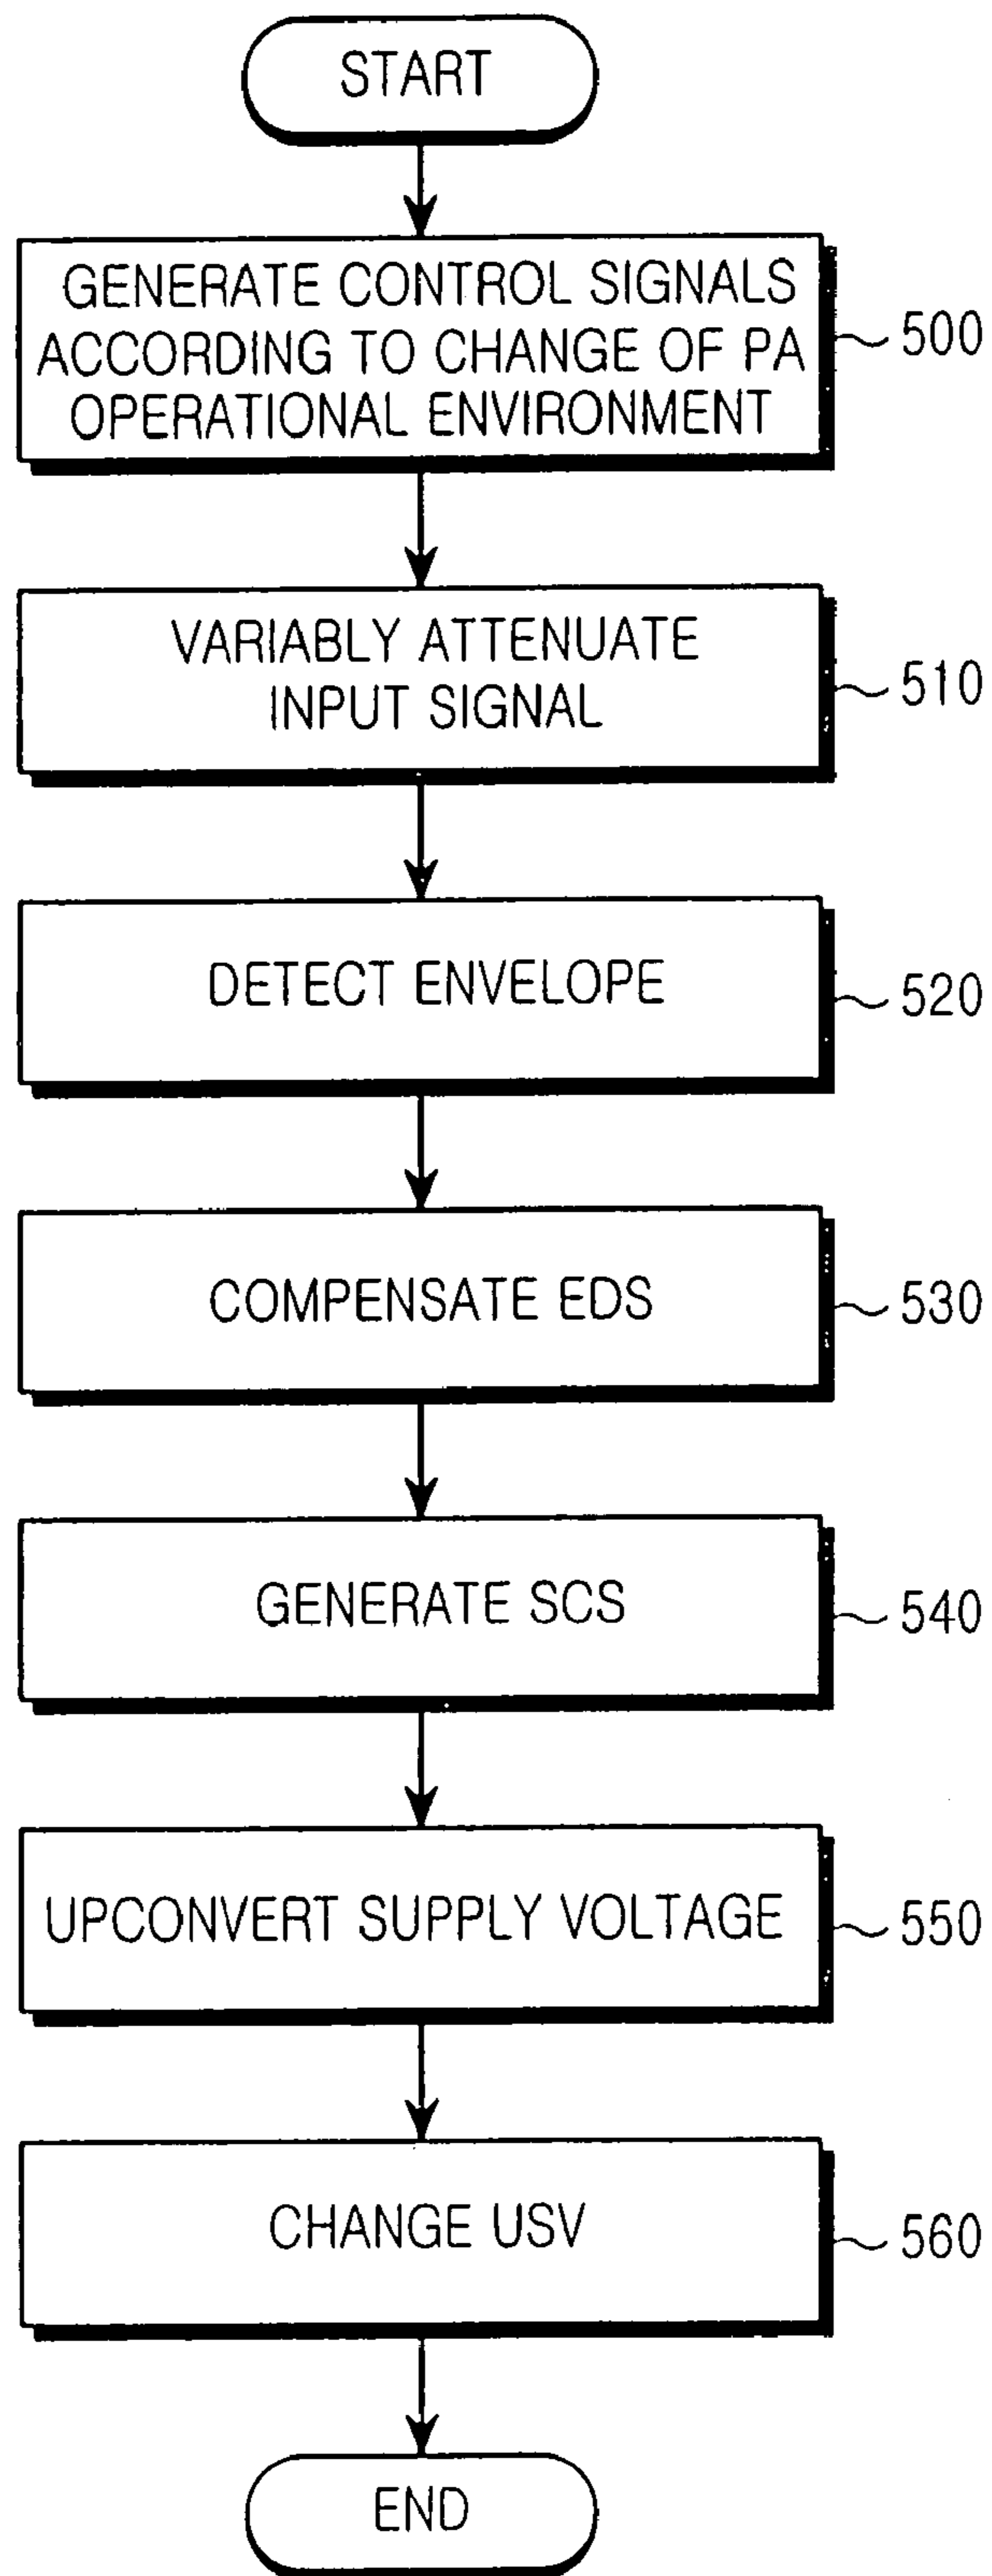 START
GENERATE CONTROL SIGNALS
ACCORDING TO CHANGE OF PA
OPERATIONAL ENVIRONMENT
500
VARIABLY ATTENUATE
INPUT SIGNAL
510
DETECT ENVELOPE
520
COMPENSATE EDS
530
GENERATE SCS
540
UPCONVERT SUPPLY VOLTAGE
550
CHANGE USV
560
END